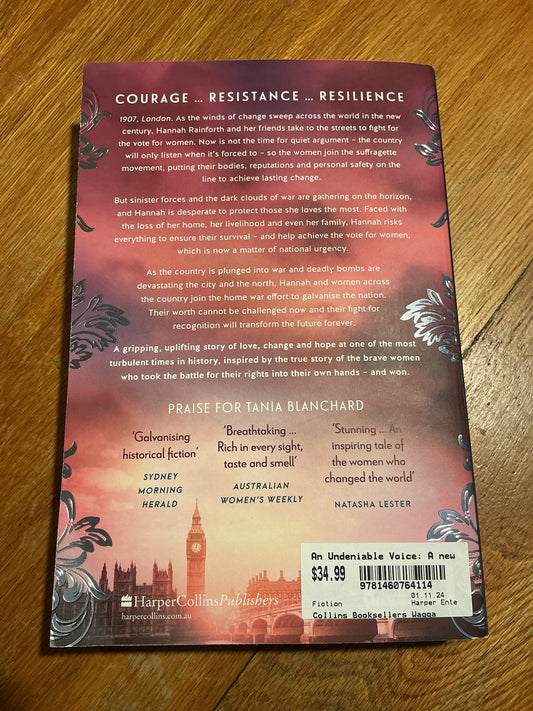 COURAGE ... RESISTANCE ... RESILIENCE
1907, London. As the winds of change sweep across the world in the new
century, Hannah Rainforth and her friends take to the streets to fight for
the vote for women. Now is not the time for quiet argument – the country
will only listen when it's forced to – so the women join the suffragette
movement, putting their bodies, reputations and personal safety on the
line to achieve lasting change.
But sinister forces and the dark clouds of war are gathering on the horizon,
and Hannah is desperate to protect those she loves the most. Faced with
the loss of her home, her livelihood and even her family, Hannah risks
everything to ensure their survival – and help achieve the vote for women,
which is now a matter of national urgency.
As the country is plunged into war and deadly bombs are
devastating the city and the north, Hannah and women across
the country join the home war effort to galvanise the nation.
Their worth cannot be challenged now and their fight for
recognition will transform the future forever.
A gripping, uplifting story of love, change and hope at one of the most
turbulent times in history, inspired by the true story of the brave women
who took the battle for their rights into their own hands – and won.
PRAISE FOR TANIA BLANCHARD
'Galvanising
historical fiction'
SYDNEY
MORNING
HERALD
'Breathtaking ...
Rich in every sight,
taste and smell'
AUSTRALIAN
WOMEN'S WEEKLY
'Stunning ... An
inspiring tale of
the women who
changed the world'
NATASHA LESTER
HarperCollinsPublishers
harpercollins.com.au
An Undeniable Voice: A new
$34.99
9781460764114
01.11.24
Fiction
Harper Ente
Collins Booksellers Wagga